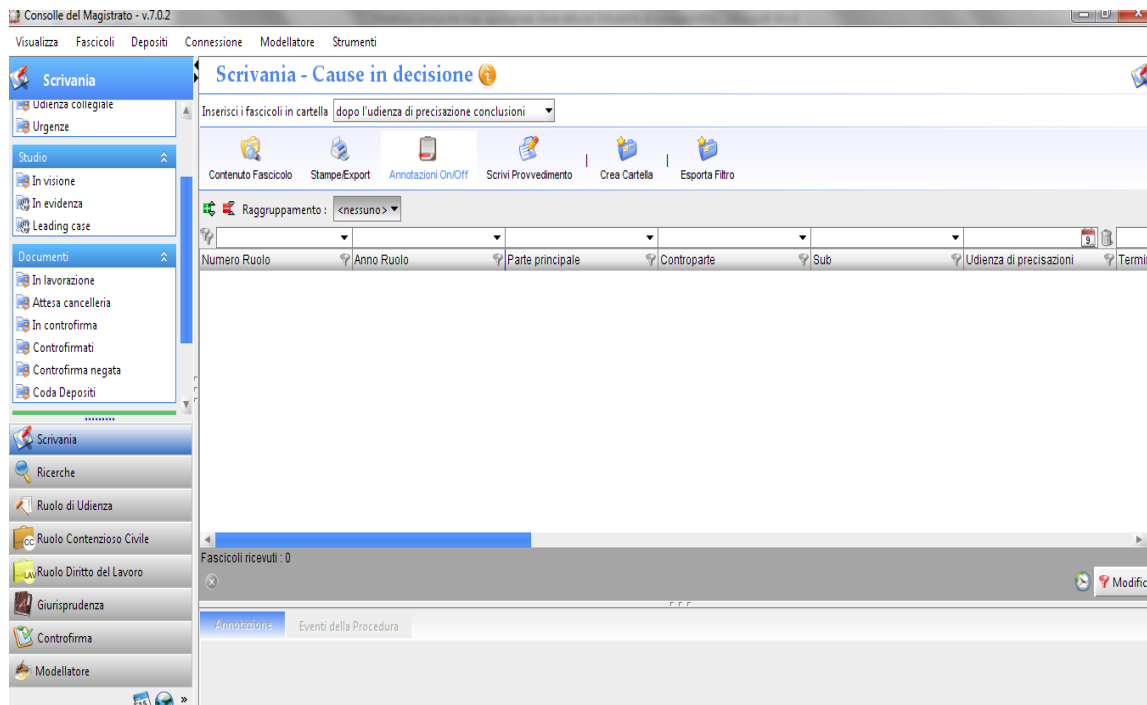 Consolle del Magistrato - v.7.0.2
Visualizza Fascicoli Depositi Connessione Modellatore Strumenti
Scrivania
Udienza collegiale
Urgenze
Studio
In visione
In evidenza
Leading case
Documenti
In lavorazione
Attesa cancelleria
In controfirma
Controfirmati
Controfirma negata
Coda Depositi
Scrivania
Ricerche
Ruolo di Udienza
CC Ruolo Contenzioso Civile
LAV Ruolo Diritto del Lavoro
Giurisprudenza
Controfirma
Modellatore
»
Scrivania - Cause in decisione
Inserisci i fascicoli in cartella dopo l'udienza di precisazione conclusioni
Contenuto Fascicolo Stampe/Export Annotazioni On/Off Scrivi Provvedimento Crea Cartella Esporta Filtro
Raggruppamento : <nessuno>
9
Numero Ruolo Anno Ruolo Parte principale Controparte Sub Udienza di precisazioni Termi
Fascicoli ricevuti : 0
Modific
Annotazione Eventi della Procedura